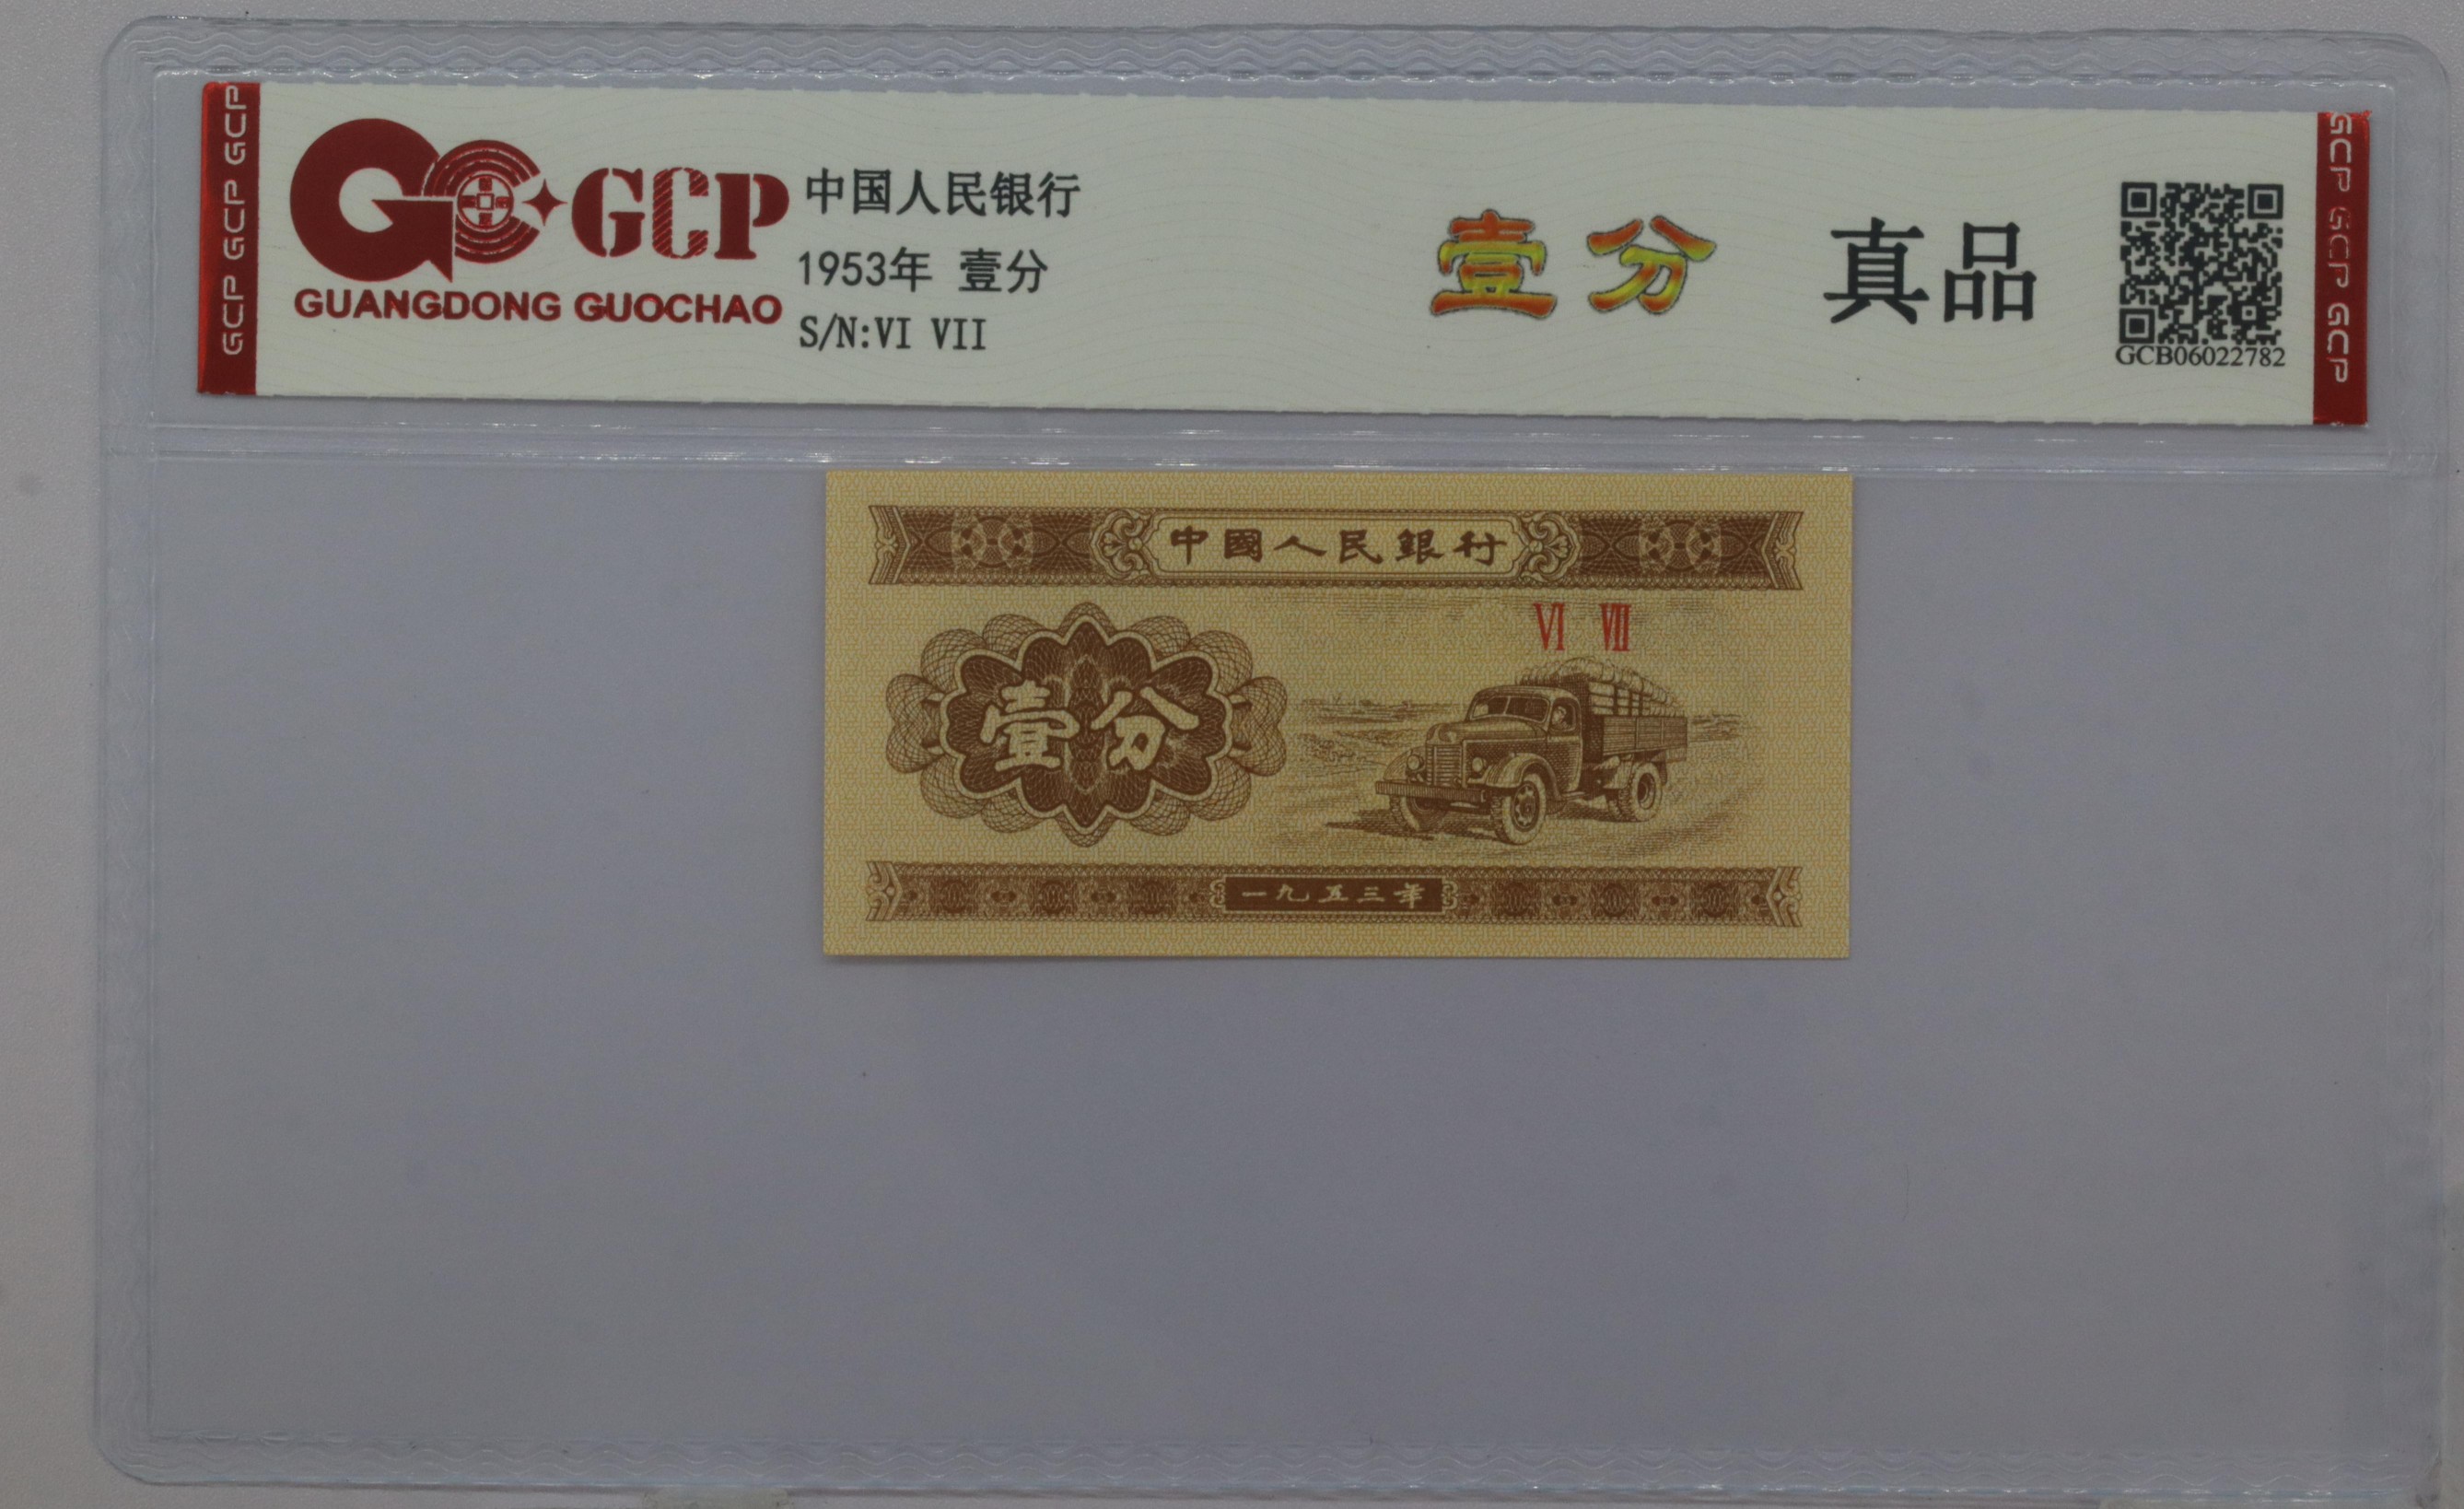 GCP GCP GCP
GCP
GUANGDONG GUOCHAO
中国人民银行
1953年 壹分
S/N:VI VII
壹分 真品
GCB06022782
GCP GCP GCP
中國人民銀行
VI VII
壹分
一九五三年